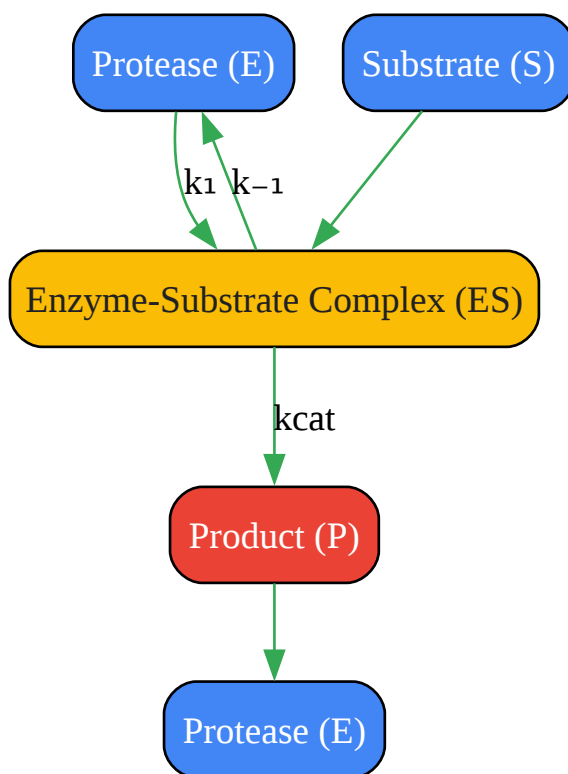 Protease (E)
Substrate (S)
k₁
k₋₁
Enzyme-Substrate Complex (ES)
kcat
Product (P)
Protease (E)